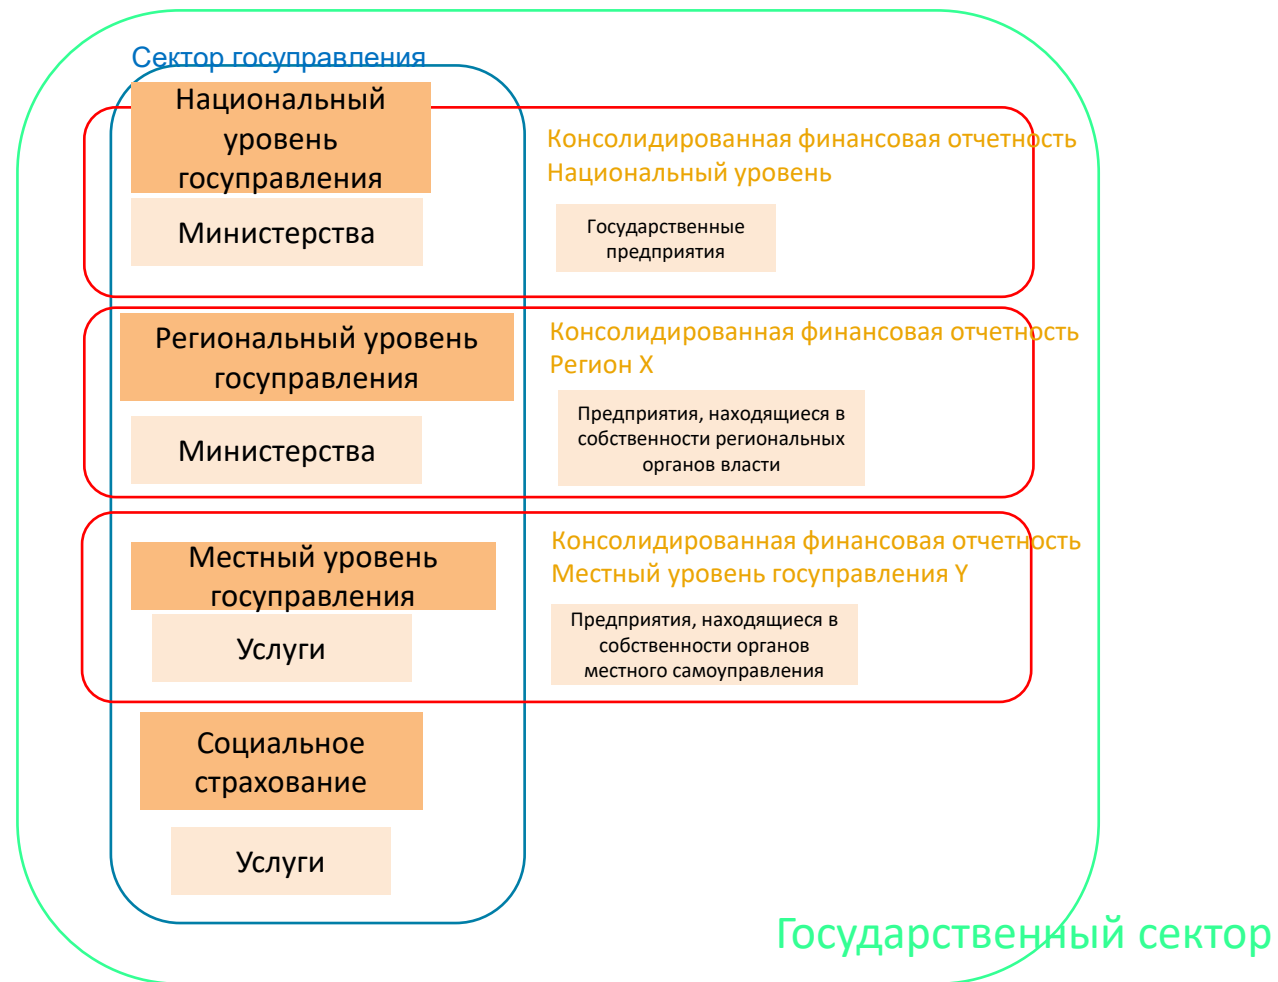 Сектор госуправления
Национальный
уровень
госуправления
Министерства
Консолидированная финансовая отчетность
Национальный уровень
Государственные
предприятия
Региональный уровень
госуправления
Министерства
Консолидированная финансовая отчетность
Регион X
Предприятия, находящиеся в
собственности региональных
органов власти
Местный уровень
госуправления
Услуги
Консолидированная финансовая отчетность
Местный уровень госуправления Y
Предприятия, находящиеся в
собственности органов
местного самоуправления
Социальное
страхование
Услуги
Государственный сектор